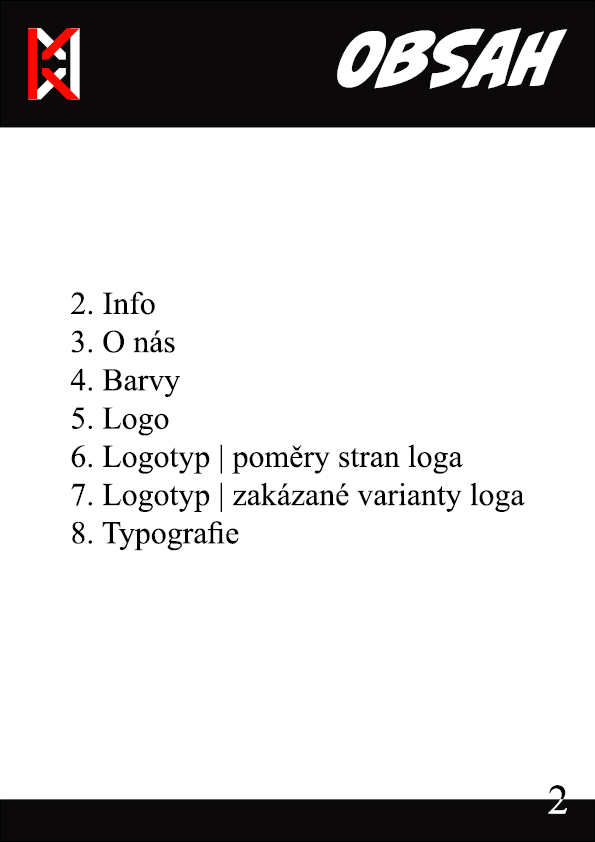 OBSAH
2. Info
3. O nás
4. Barvy
5. Logo
6. Logotyp | poměry stran loga
7. Logotyp | zakázané varianty loga
8. Typografie
2